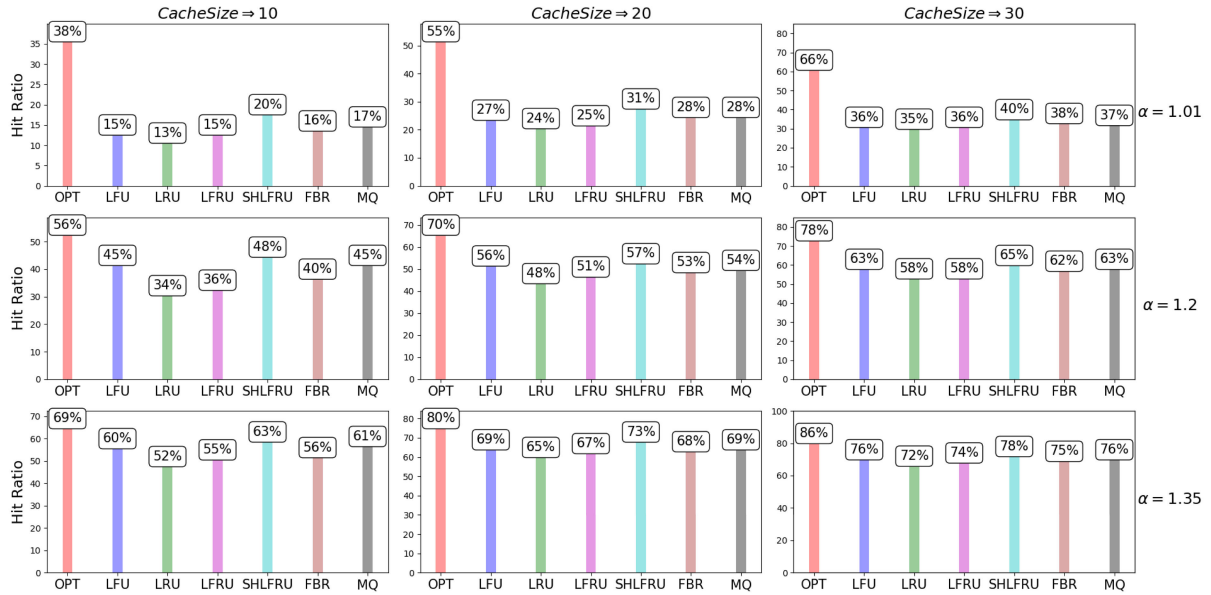 CacheSize ⇒ 10 CacheSize ⇒ 20 CacheSize ⇒ 30
Hit Ratio
35
30
25
20
15
10
5
0
38% 15% 13% 15% 20% 16% 17%
OPT LFU LRU LFRU SHLFRU FBR MQ
50
40
30
20
10
0
55% 27% 24% 25% 31% 28% 28%
OPT LFU LRU LFRU SHLFRU FBR MQ
80
70
60
50
40
30
20
10
0
66% 36% 35% 36% 40% 38% 37%
OPT LFU LRU LFRU SHLFRU FBR MQ
α = 1.01
Hit Ratio
50
40
30
20
10
0
56% 45% 34% 36% 48% 40% 45%
OPT LFU LRU LFRU SHLFRU FBR MQ
70
60
50
40
30
20
10
0
70% 56% 48% 51% 57% 53% 54%
OPT LFU LRU LFRU SHLFRU FBR MQ
80
70
60
50
40
30
20
10
0
78% 63% 58% 58% 65% 62% 63%
OPT LFU LRU LFRU SHLFRU FBR MQ
α = 1.2
Hit Ratio
70
60
50
40
30
20
10
0
69% 60% 52% 55% 63% 56% 61%
OPT LFU LRU LFRU SHLFRU FBR MQ
80
70
60
50
40
30
20
10
0
80% 69% 65% 67% 73% 68% 69%
OPT LFU LRU LFRU SHLFRU FBR MQ
100
80
60
40
20
0
86% 76% 72% 74% 78% 75% 76%
OPT LFU LRU LFRU SHLFRU FBR MQ
α = 1.35